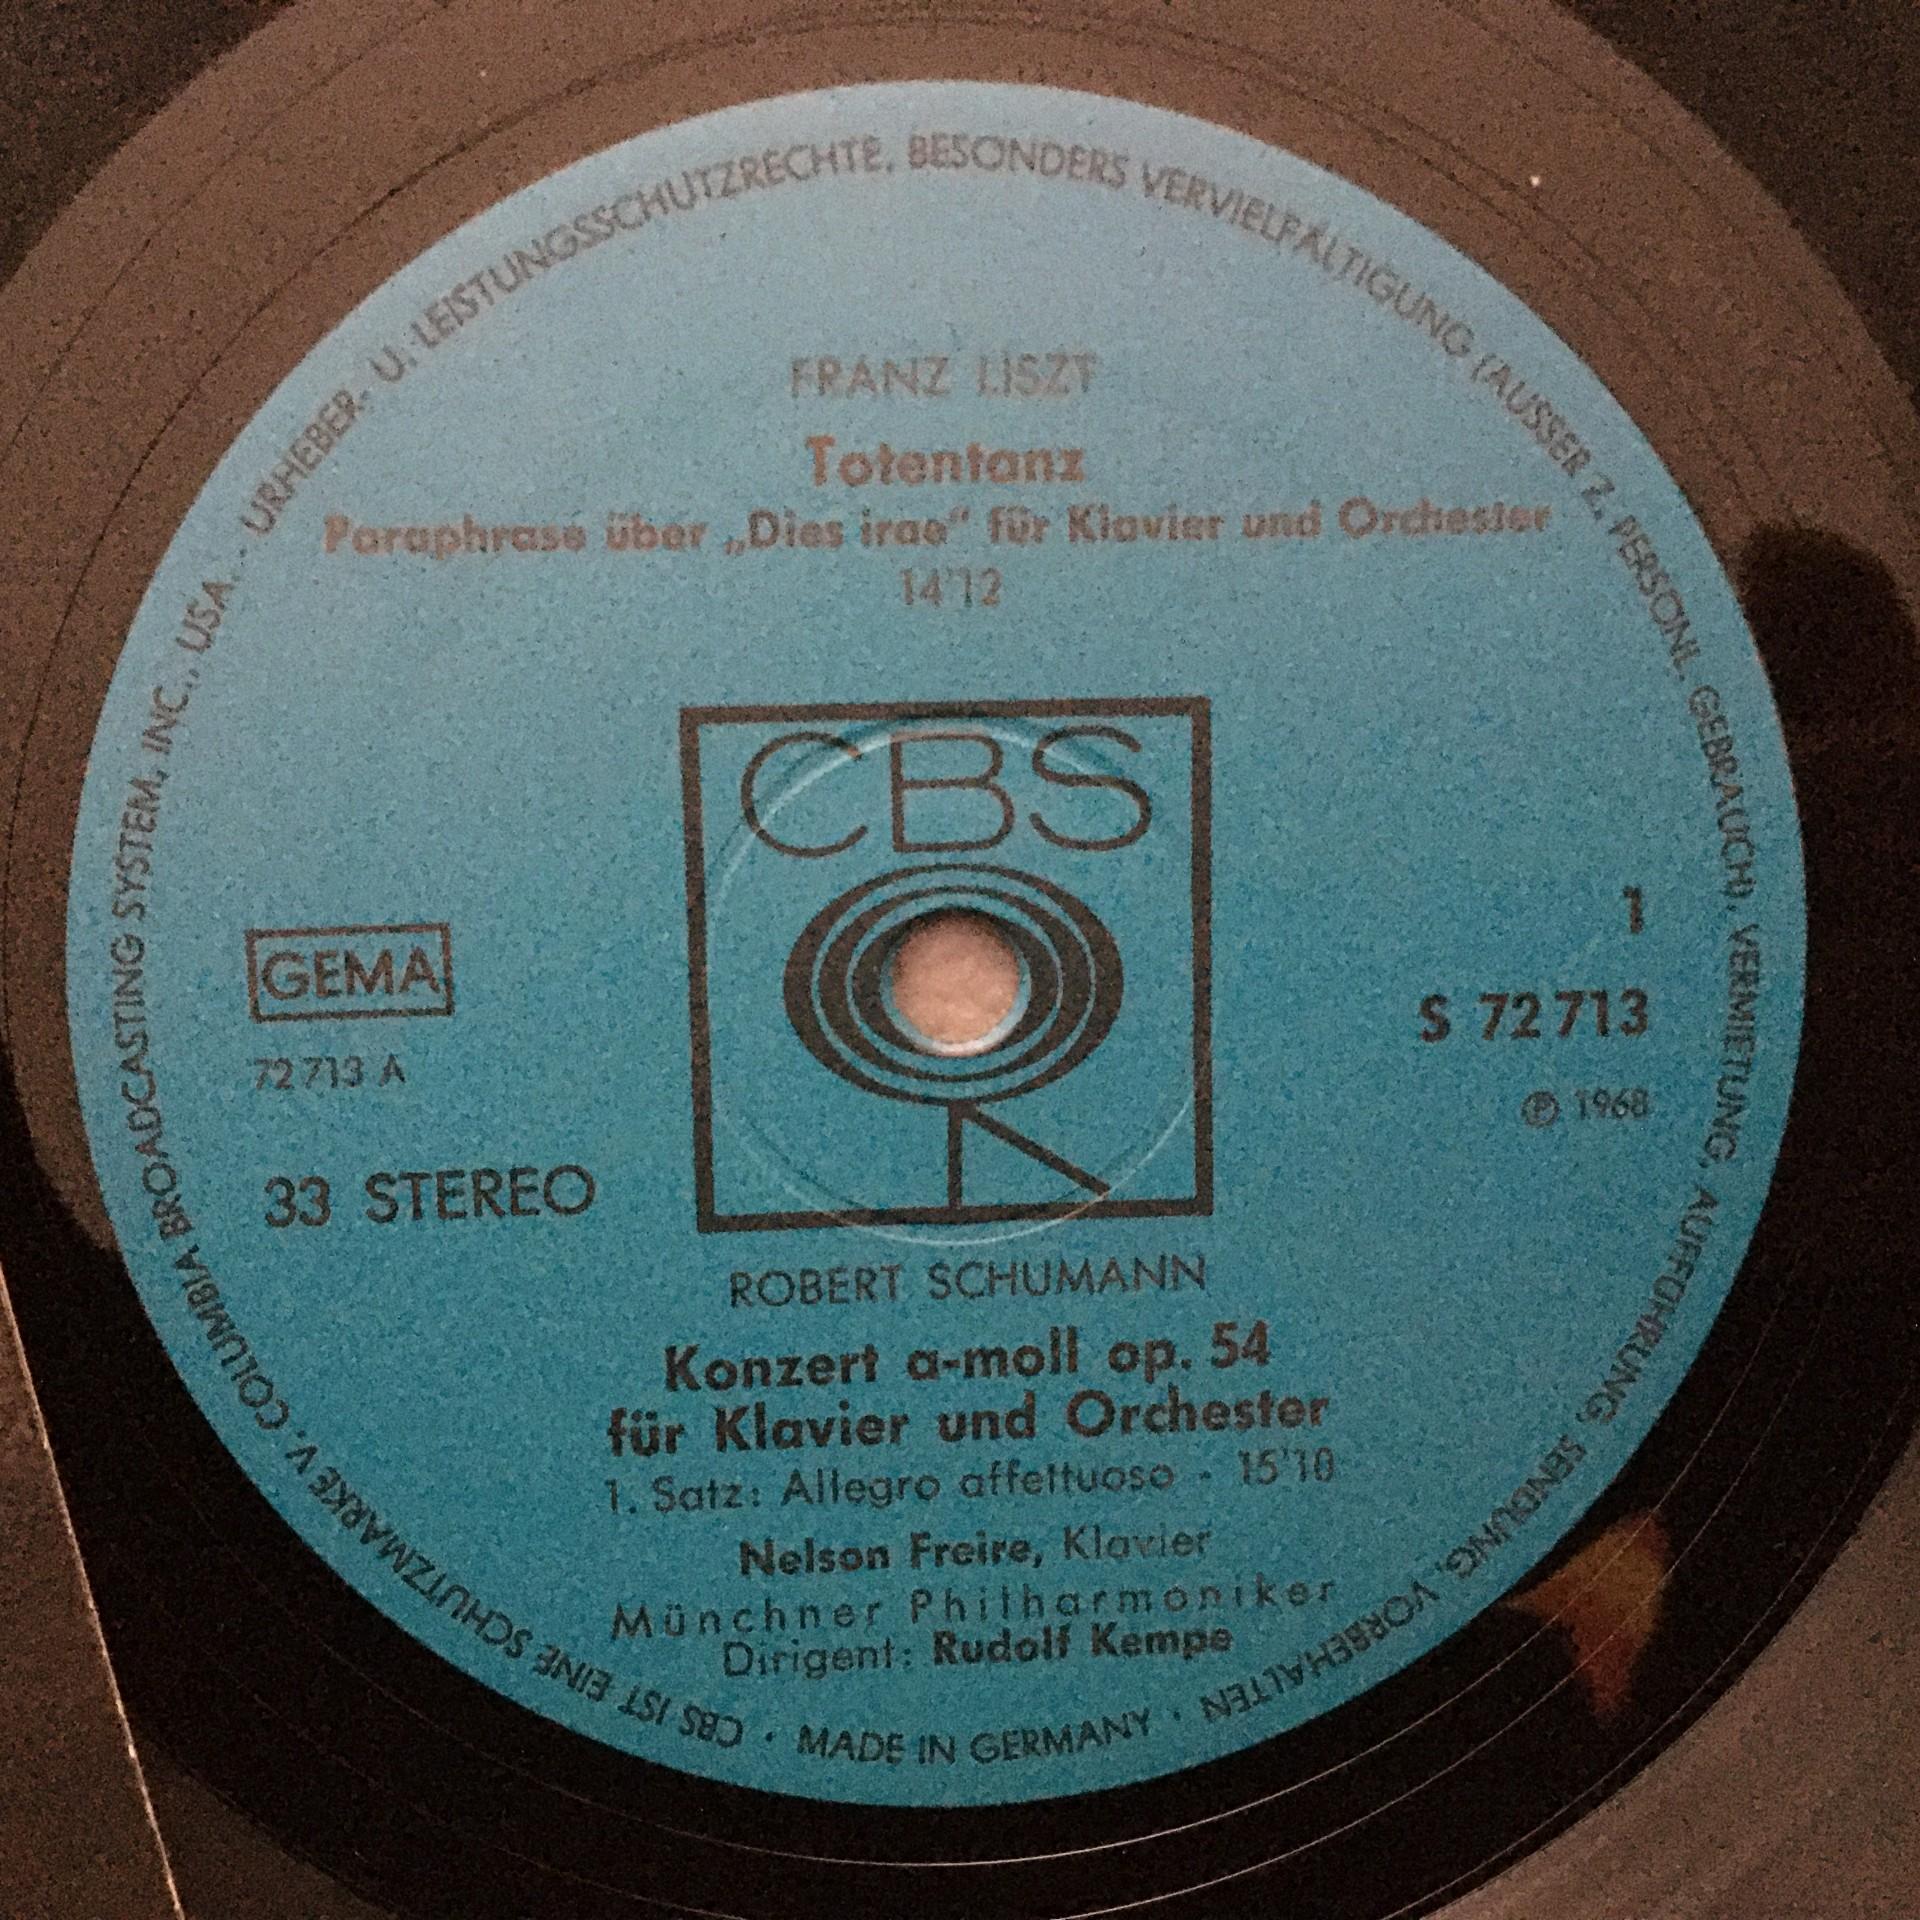 FRANZ LISZT
Totentanz
Paraphrase über „Dies irae“ für Klavier und Orchester
14'12
CBS
GEMA
72 713 A
33 STEREO
1
S 72 713
℗ 1968
ROBERT SCHUMANN
Konzert a-moll op. 54
für Klavier und Orchester
1. Satz: Allegro affettuoso - 15'10
Nelson Freire, Klavier
Münchner Philharmoniker
Dirigent: Rudolf Kempe
CBS IST EINE SCHUTZMARKE V. COLUMBIA BROADCASTING SYSTEM, INC., USA. - URHEBER- U. LEISTUNGSSCHUTZRECHTE, BESONDERS VERVIELFÄLTIGUNG (AUSSER Z. PERSÖNL. GEBRAUCH), VERMIETUNG, AUFFÜHRUNG, SENDUNG, VORBEHALTEN · MADE IN GERMANY ·